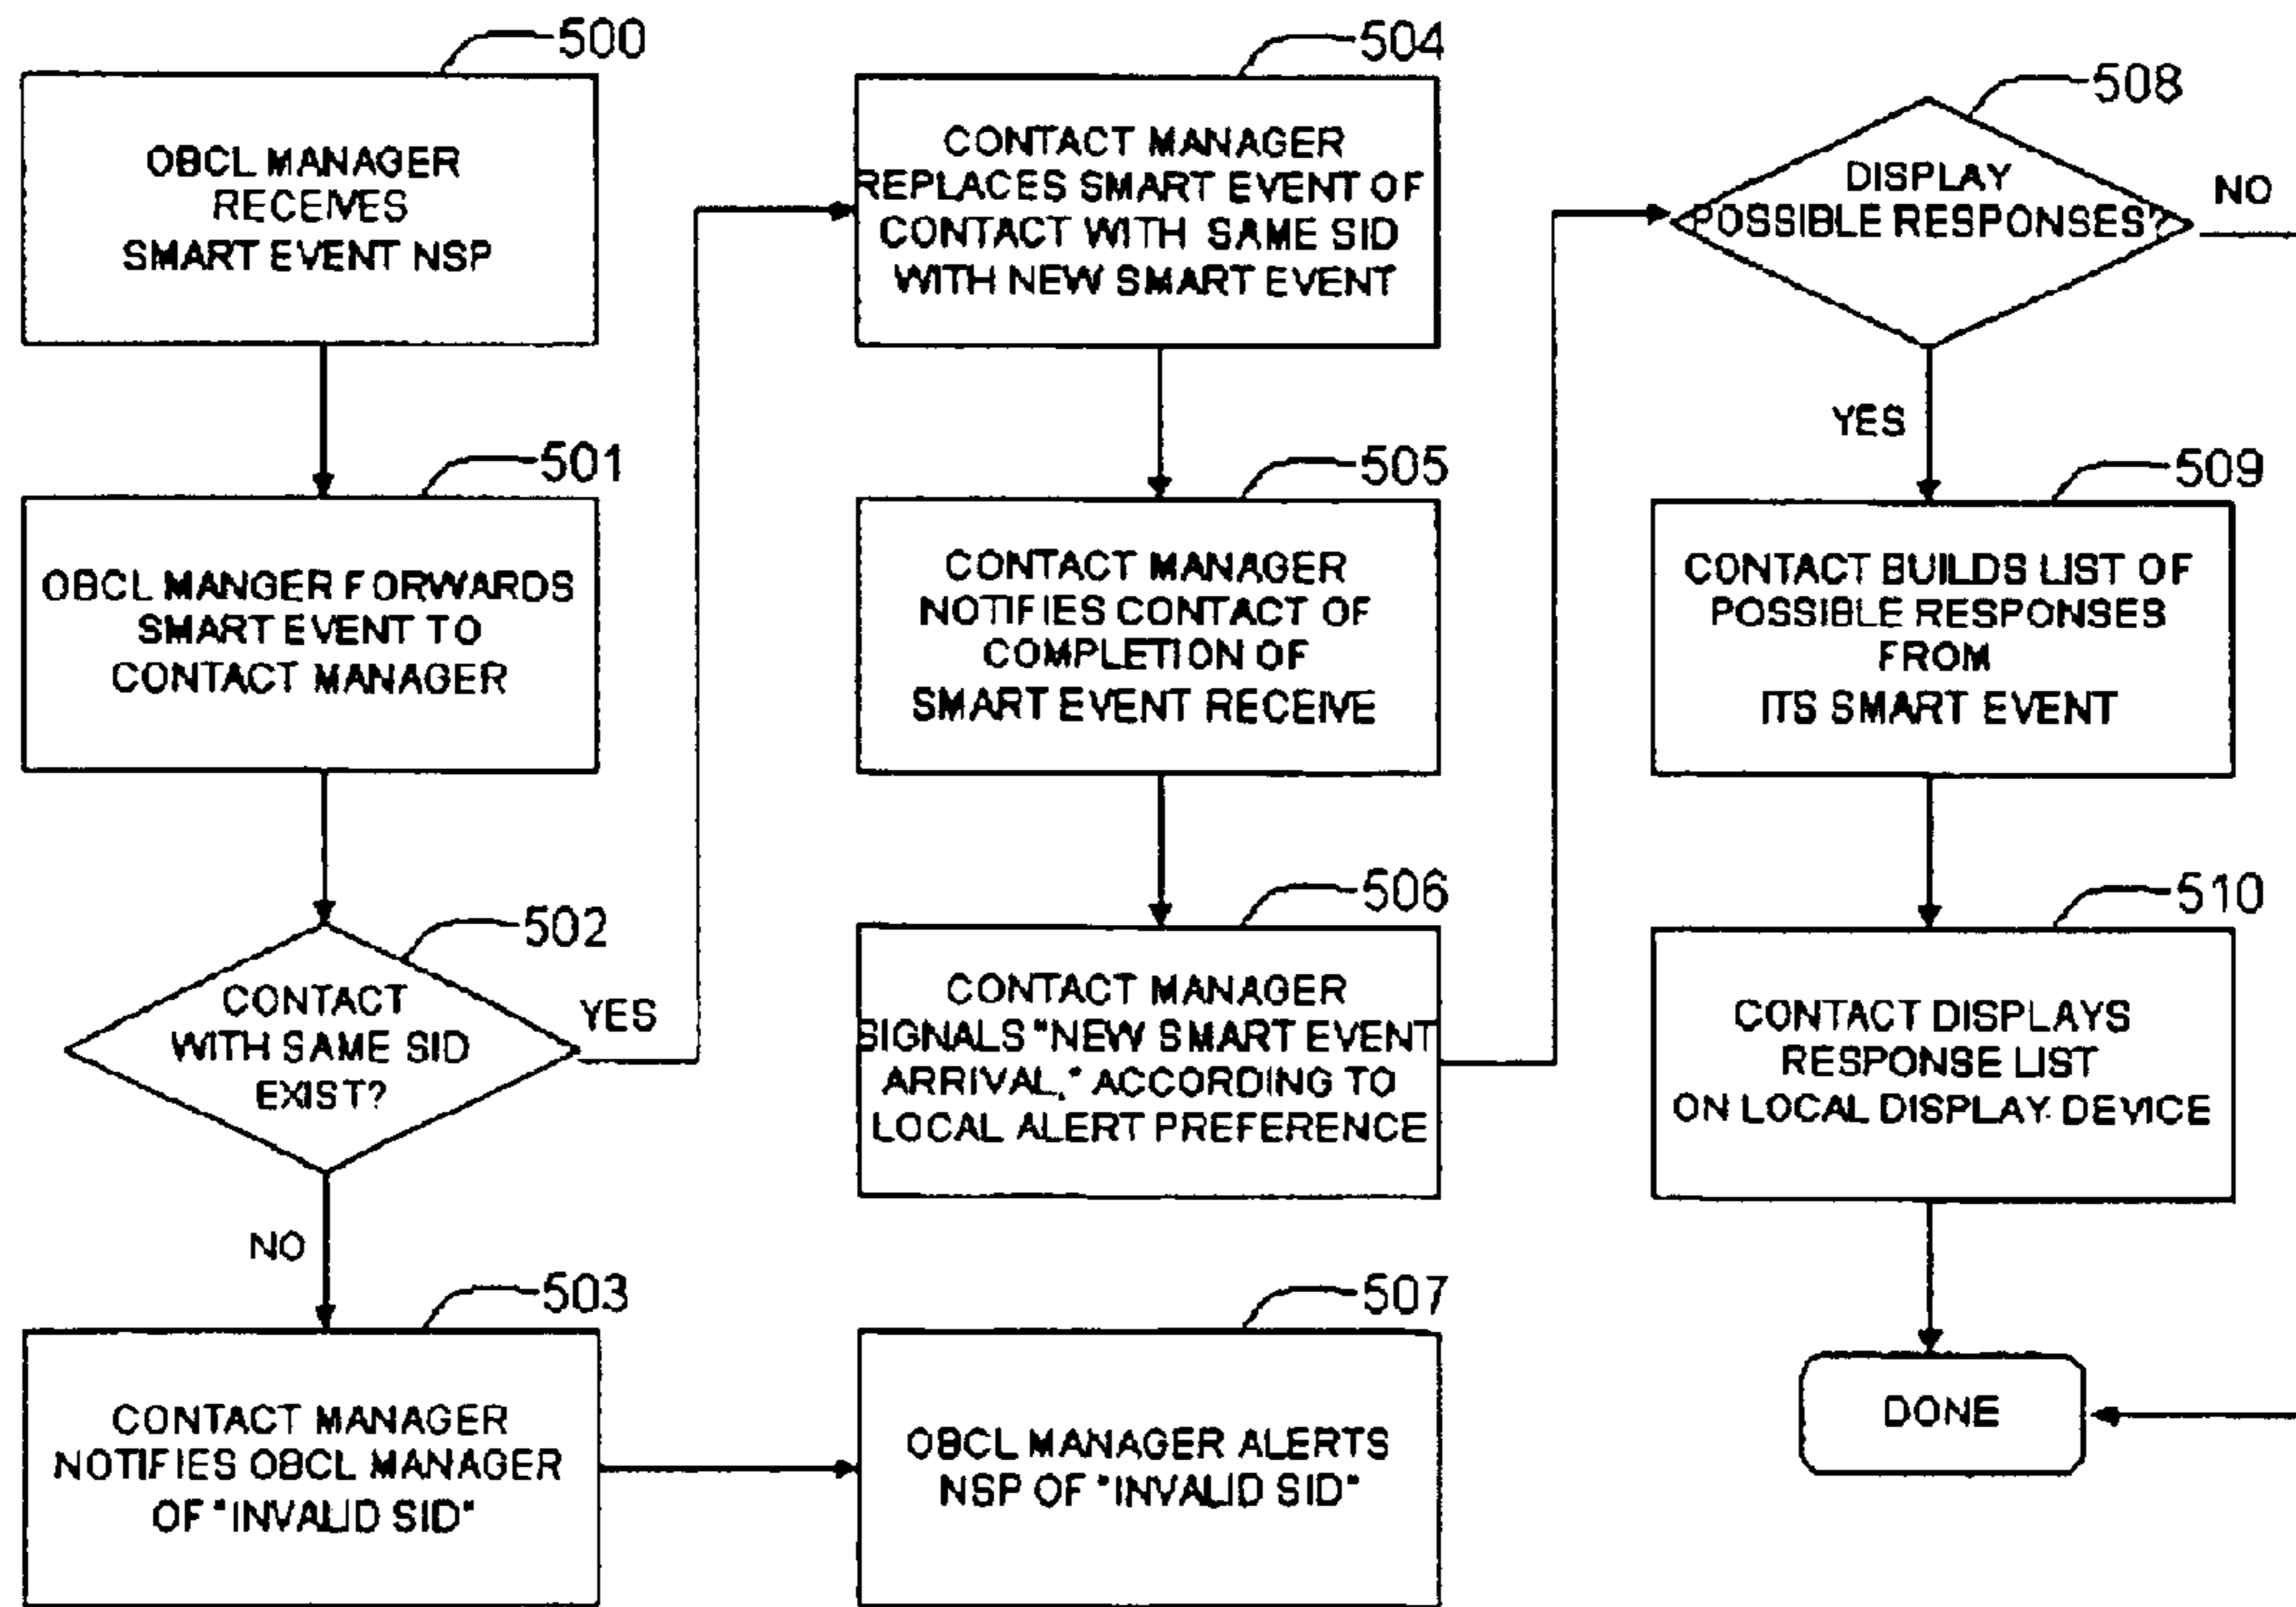 500
OBCL MANAGER
RECEIVES
SMART EVENT NSP
501
OBCL MANGER FORWARDS
SMART EVENT TO
CONTACT MANAGER
502
CONTACT
WITH SAME SID
EXIST?
YES
NO
503
CONTACT MANAGER
NOTIFIES OBCL MANAGER
OF "INVALID SID"
504
CONTACT MANAGER
REPLACES SMART EVENT OF
CONTACT WITH SAME SID
WITH NEW SMART EVENT
505
CONTACT MANAGER
NOTIFIES CONTACT OF
COMPLETION OF
SMART EVENT RECEIVE
506
CONTACT MANAGER
SIGNALS "NEW SMART EVENT
ARRIVAL," ACCORDING TO
LOCAL ALERT PREFERENCE
507
OBCL MANAGER ALERTS
NSP OF "INVALID SID"
508
DISPLAY
POSSIBLE RESPONSES?
NO
YES
509
CONTACT BUILDS LIST OF
POSSIBLE RESPONSES
FROM
ITS SMART EVENT
510
CONTACT DISPLAYS
RESPONSE LIST
ON LOCAL DISPLAY DEVICE
DONE